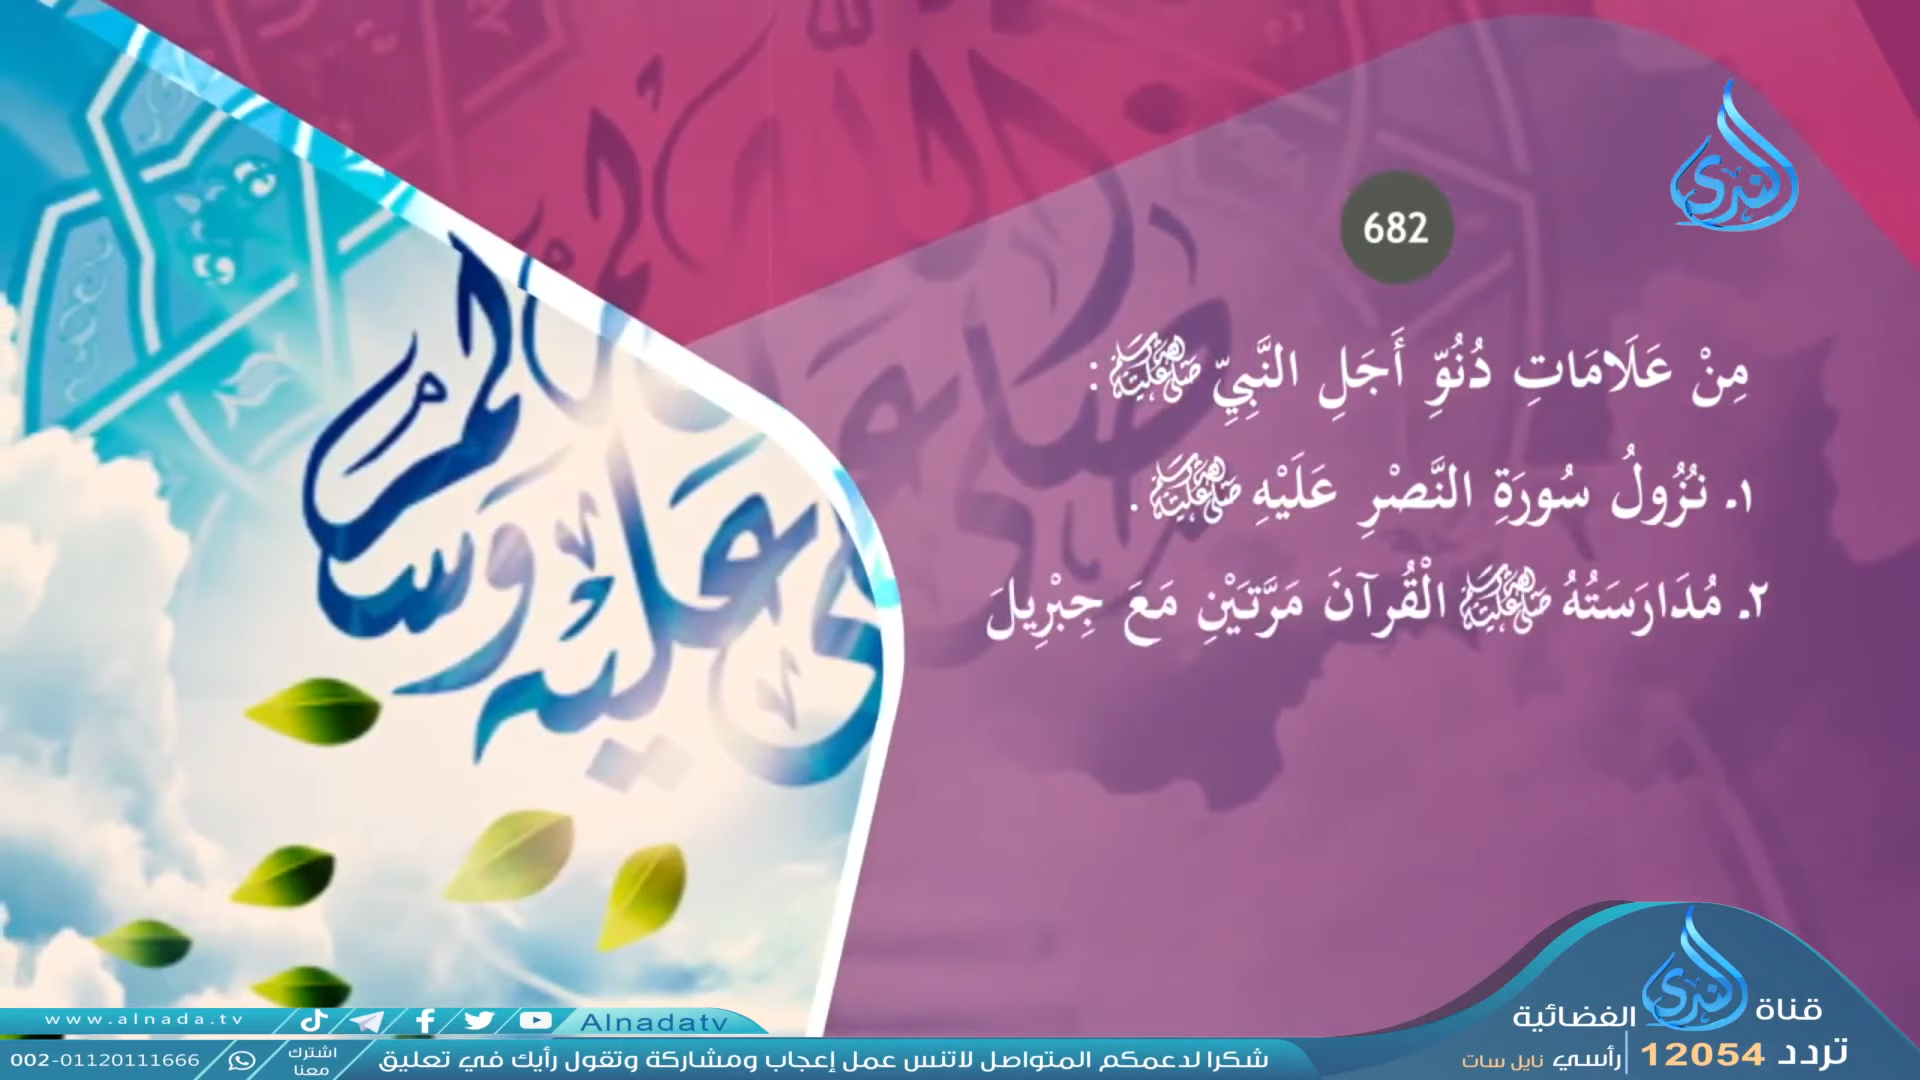 الندى
682
مِنْ عَلَامَاتِ دُنُوِّ أَجَلِ النَّبِيِّ ﷺ :
١. نُزُولُ سُورَةِ النَّصْرِ عَلَيْهِ ﷺ .
٢. مُدَارَسَتُهُ ﷺ الْقُرآنَ مَرَّتَيْنِ مَعَ جِبْرِيلَ
صلى الله عليه وسلم
قناة الندى الفضائية
تردد 12054 رأسي نايل سات
www.alnada.tv
Alnadatv
شكرا لدعمكم المتواصل لاتنس عمل إعجاب ومشاركة وتقول رأيك في تعليق
اشترك معنا
002-01120111666